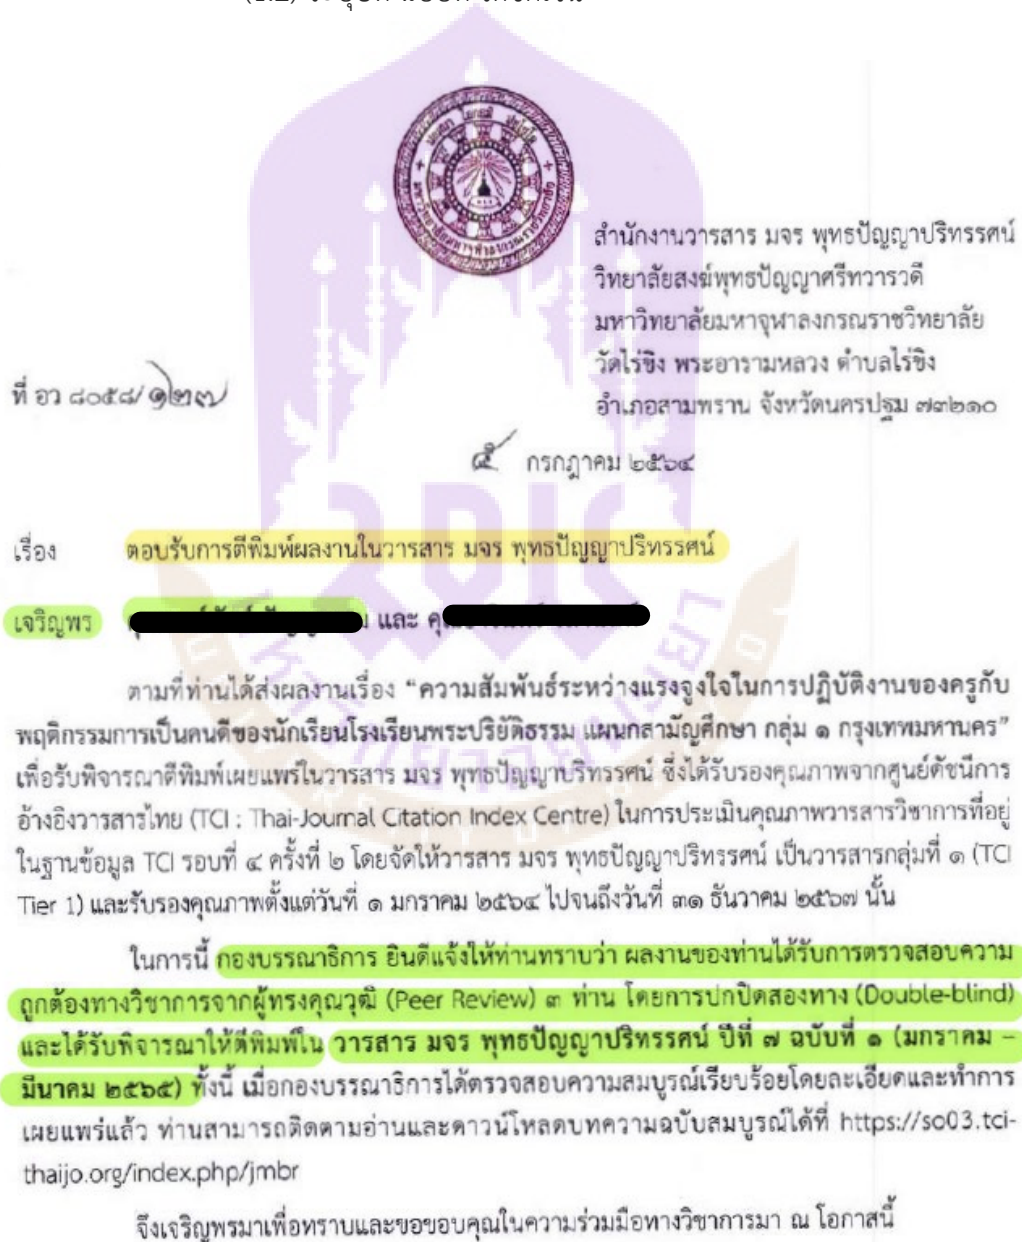 สำนักงานวารสาร มจร พุทธปัญญาปริทรรศน์
วิทยาลัยสงฆ์พุทธปัญญาศรีทวารวดี
มหาวิทยาลัยมหาจุฬาลงกรณราชวิทยาลัย
วัดไร่ขิง พระอารามหลวง ตำบลไร่ขิง
ที่ อว ๘๐๕๘/๑๒๗
อำเภอสามพราน จังหวัดนครปฐม ๗๓๒๑๐
๕ กรกฎาคม ๒๕๖๔
เรื่อง ตอบรับการตีพิมพ์ผลงานในวารสาร มจร พุทธปัญญาปริทรรศน์
เจริญพร และ
ตามที่ท่านได้ส่งผลงานเรื่อง “ความสัมพันธ์ระหว่างแรงจูงใจในการปฏิบัติงานของครูกับ
พฤติกรรมการเป็นคนดีของนักเรียนโรงเรียนพระปริยัติธรรม แผนกสามัญศึกษา กลุ่ม ๑ กรุงเทพมหานคร”
เพื่อรับพิจารณาตีพิมพ์เผยแพร่ในวารสาร มจร พุทธปัญญาปริทรรศน์ ซึ่งได้รับรองคุณภาพจากศูนย์ดัชนีการ
อ้างอิงวารสารไทย (TCI : Thai-Journal Citation Index Centre) ในการประเมินคุณภาพวารสารวิชาการที่อยู่
ในฐานข้อมูล TCI รอบที่ ๔ ครั้งที่ ๒ โดยจัดให้วารสาร มจร พุทธปัญญาปริทรรศน์ เป็นวารสารกลุ่มที่ ๑ (TCI
Tier 1) และรับรองคุณภาพตั้งแต่วันที่ ๑ มกราคม ๒๕๖๔ ไปจนถึงวันที่ ๓๑ ธันวาคม ๒๕๖๗ นั้น
ในการนี้ กองบรรณาธิการ ยินดีแจ้งให้ท่านทราบว่า ผลงานของท่านได้รับการตรวจสอบความ
ถูกต้องทางวิชาการจากผู้ทรงคุณวุฒิ (Peer Review) ๓ ท่าน โดยการปกปิดสองทาง (Double-blind)
และได้รับพิจารณาให้ตีพิมพ์ใน วารสาร มจร พุทธปัญญาปริทรรศน์ ปีที่ ๗ ฉบับที่ ๑ (มกราคม –
มีนาคม ๒๕๖๕) ทั้งนี้ เมื่อกองบรรณาธิการได้ตรวจสอบความสมบูรณ์เรียบร้อยโดยละเอียดและทำการ
เผยแพร่แล้ว ท่านสามารถติดตามอ่านและดาวน์โหลดบทความฉบับสมบูรณ์ได้ที่ https://so03.tci-
thaijo.org/index.php/jmbr
จึงเจริญพรมาเพื่อทราบและขอขอบคุณในความร่วมมือทางวิชาการมา ณ โอกาสนี้